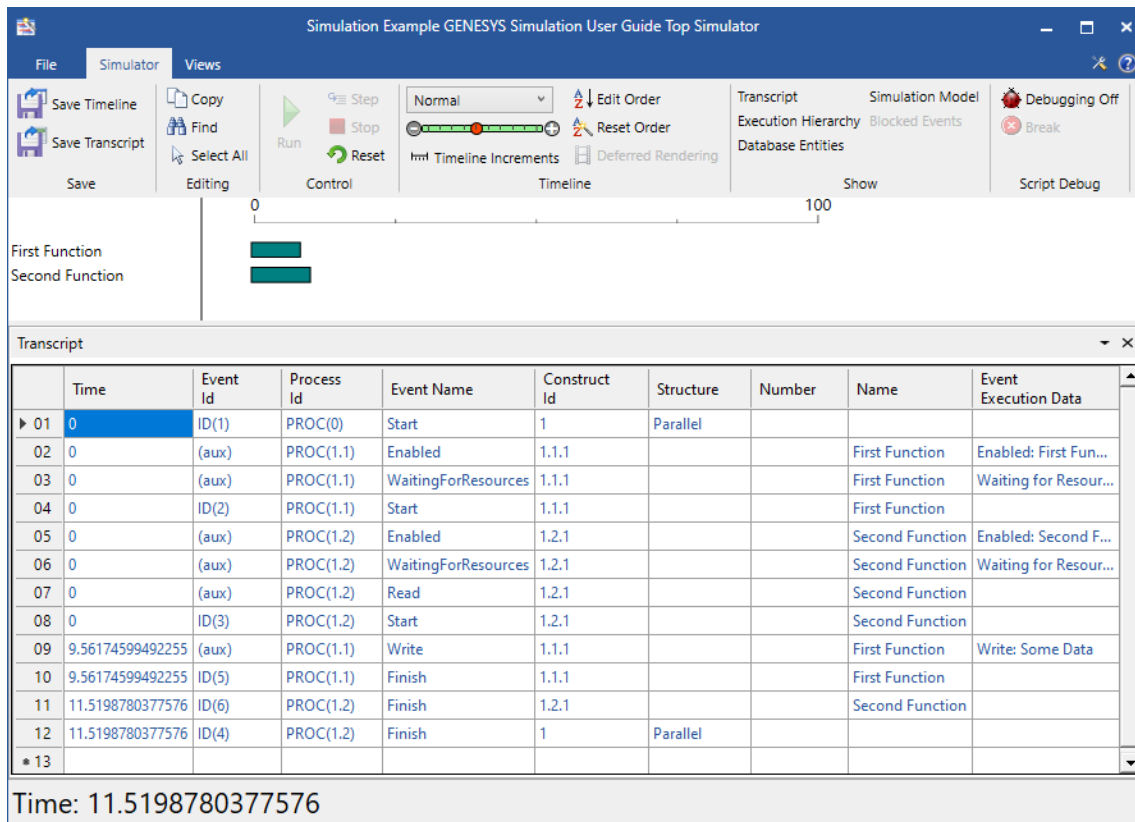 Simulation Example GENESYS Simulation User Guide Top Simulator
File Simulator Views
Save Timeline Copy Step Normal Edit Order Transcript Simulation Model Debugging Off
Find Run Stop Reset Order Execution Hierarchy Blocked Events Break
Save Transcript Select All Reset Timeline Increments Deferred Rendering Database Entities
Save Editing Control Timeline Show Script Debug
0 100
First Function
Second Function
Transcript
Time Event Id Process Id Event Name Construct Id Structure Number Name Event Execution Data
01 0 ID(1) PROC(0) Start 1 Parallel
02 0 (aux) PROC(1.1) Enabled 1.1.1 First Function Enabled: First Fun...
03 0 (aux) PROC(1.1) WaitingForResources 1.1.1 First Function Waiting for Resour...
04 0 ID(2) PROC(1.1) Start 1.1.1 First Function
05 0 (aux) PROC(1.2) Enabled 1.2.1 Second Function Enabled: Second F...
06 0 (aux) PROC(1.2) WaitingForResources 1.2.1 Second Function Waiting for Resour...
07 0 (aux) PROC(1.2) Read 1.2.1 Second Function
08 0 ID(3) PROC(1.2) Start 1.2.1 Second Function
09 9.56174599492255 (aux) PROC(1.1) Write 1.1.1 First Function Write: Some Data
10 9.56174599492255 ID(5) PROC(1.1) Finish 1.1.1 First Function
11 11.5198780377576 ID(6) PROC(1.2) Finish 1.2.1 Second Function
12 11.5198780377576 ID(4) PROC(1.2) Finish 1 Parallel
13
Time: 11.5198780377576